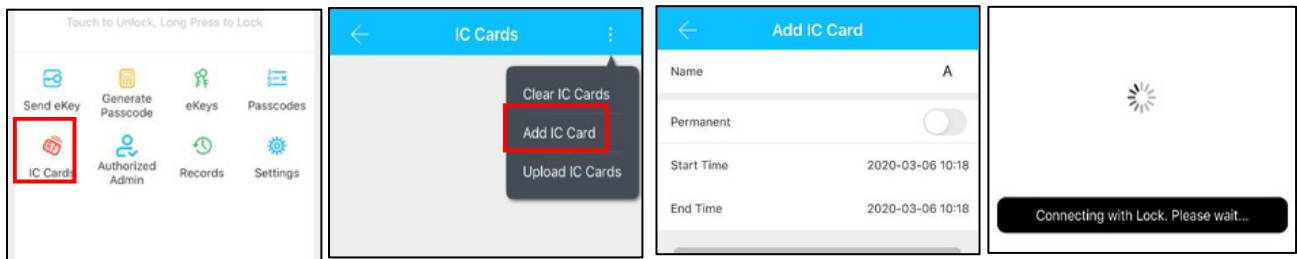 Touch to Unlock, Long Press to Lock
Send eKey
Generate
Passcode
eKeys
Passcodes
IC Cards
Authorized
Admin
Records
Settings
IC Cards
Clear IC Cards
Add IC Card
Upload IC Cards
Add IC Card
Name A
Permanent
Start Time 2020-03-06 10:18
End Time 2020-03-06 10:18
Connecting with Lock. Please wait...